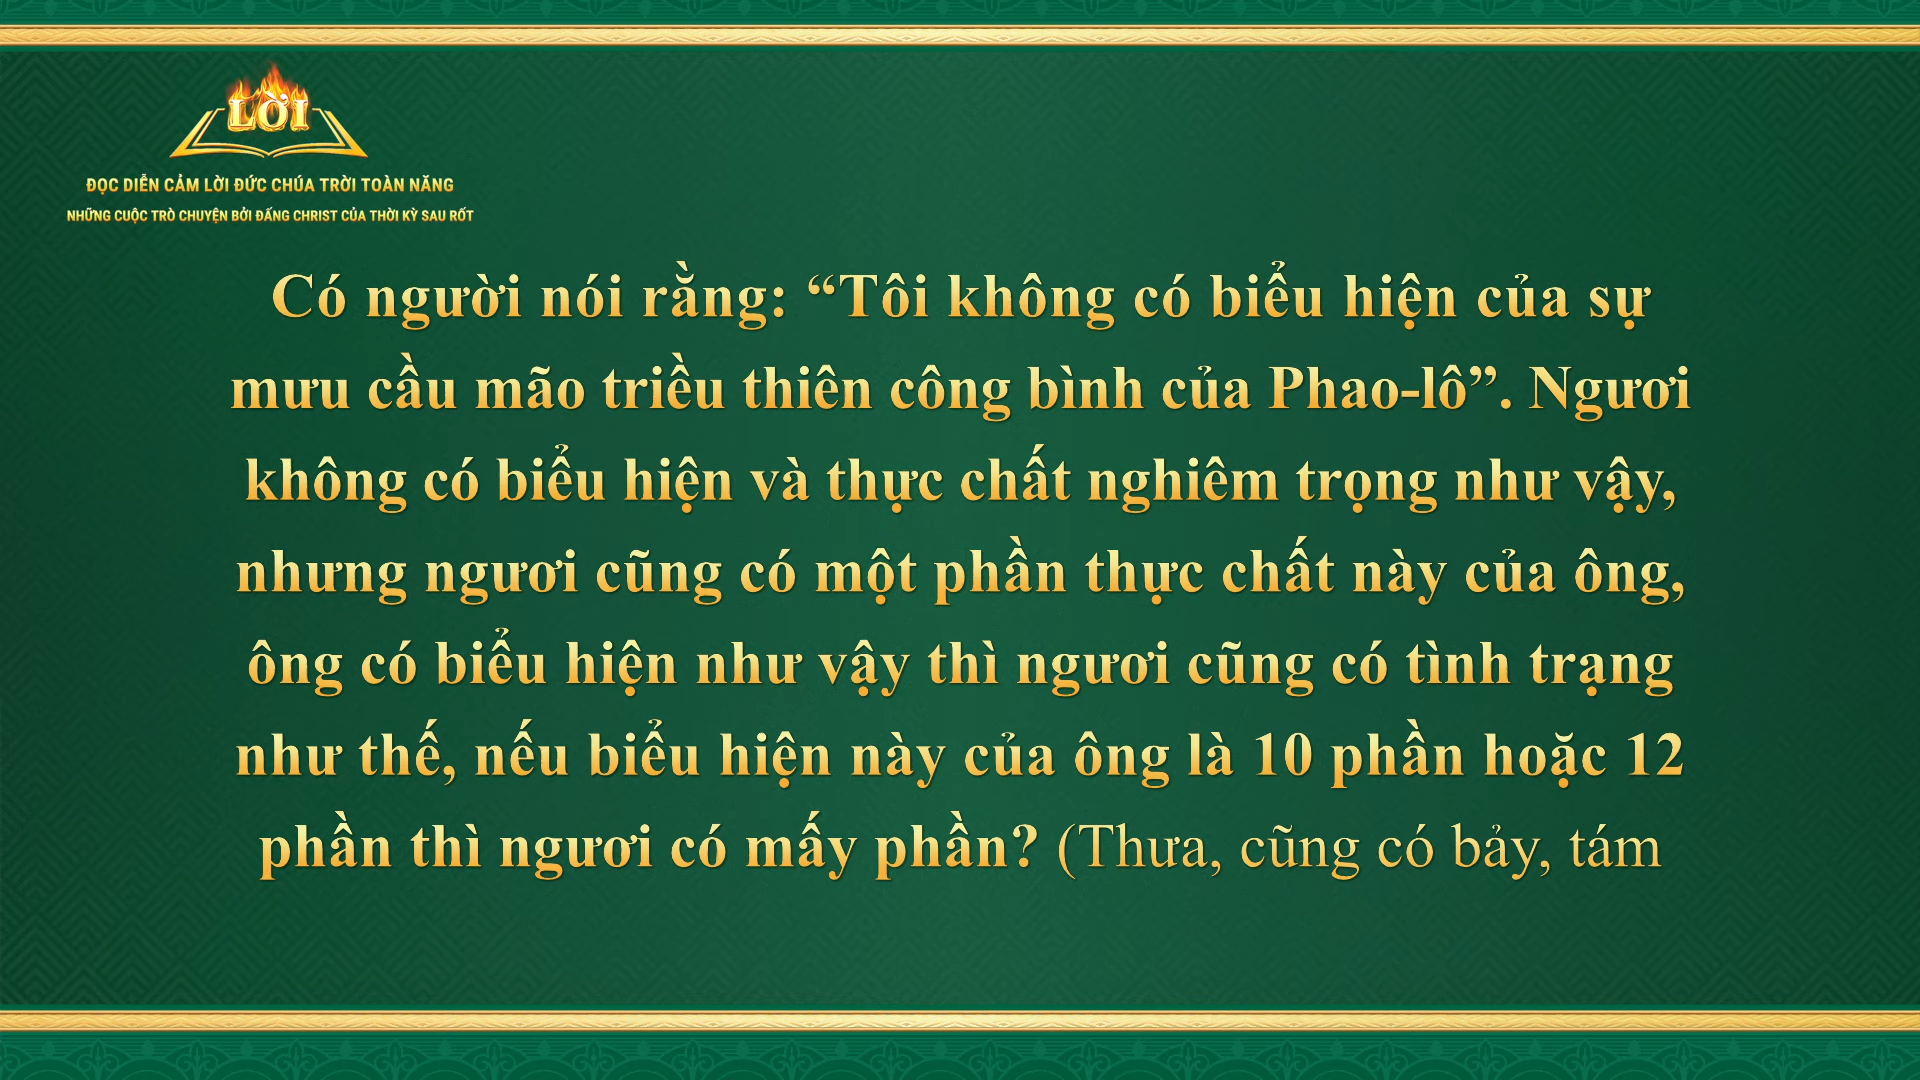 LỜI
ĐỌC DIỄN CẢM LỜI ĐỨC CHÚA TRỜI TOÀN NĂNG
NHỮNG CUỘC TRÒ CHUYỆN BỞI ĐẤNG CHRIST CỦA THỜI KỲ SAU RỐT
Có người nói rằng: “Tôi không có biểu hiện của sự
mưu cầu mão triều thiên công bình của Phao-lô”. Ngươi
không có biểu hiện và thực chất nghiêm trọng như vậy,
nhưng ngươi cũng có một phần thực chất này của ông,
ông có biểu hiện như vậy thì ngươi cũng có tình trạng
như thế, nếu biểu hiện này của ông là 10 phần hoặc 12
phần thì ngươi có mấy phần? (Thưa, cũng có bảy, tám